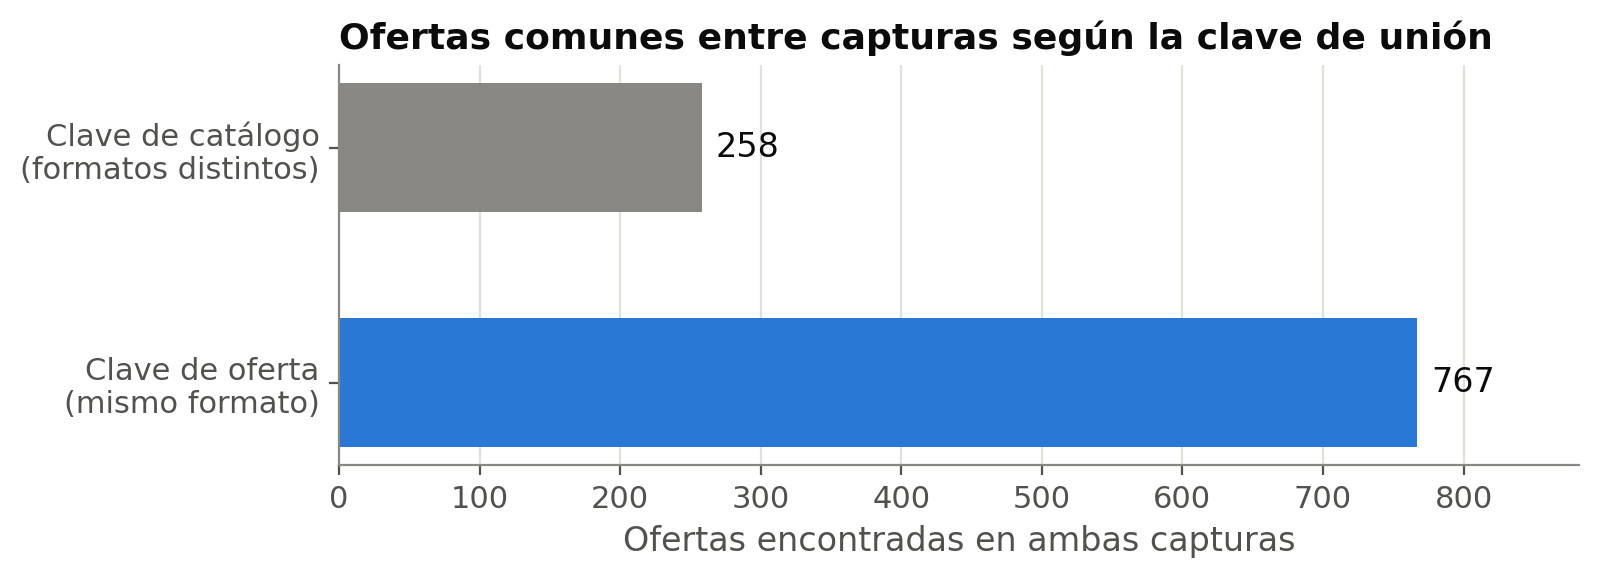 Ofertas comunes entre capturas según la clave de unión
Clave de catálogo
(formatos distintos)
258
Clave de oferta
(mismo formato)
767
0 100 200 300 400 500 600 700 800
Ofertas encontradas en ambas capturas